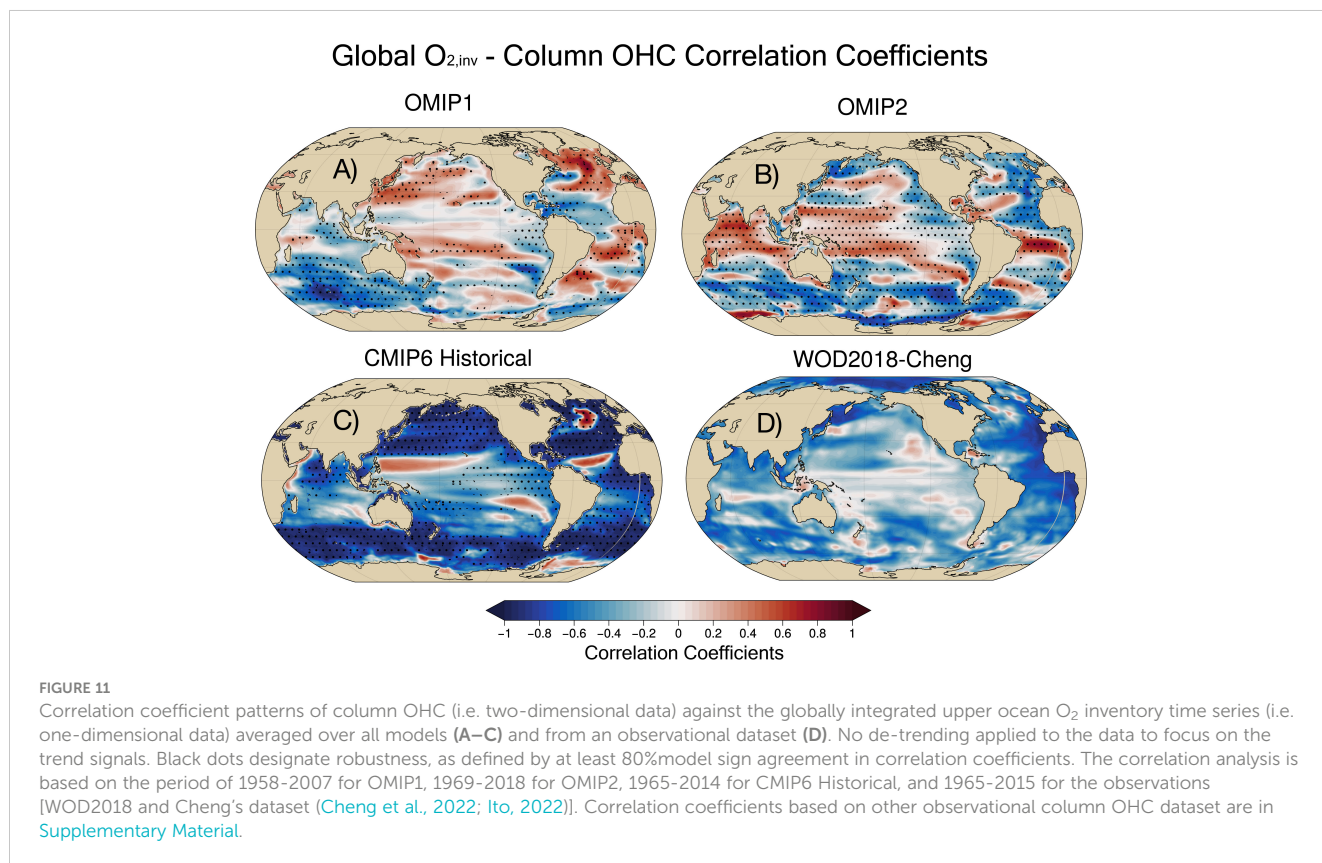 Global O2,inv - Column OHC Correlation Coefficients
OMIP1
OMIP2
A)
B)
CMIP6 Historical
WOD2018-Cheng
C)
D)
-1 -0.8 -0.6 -0.4 -0.2 0 0.2 0.4 0.6 0.8 1
Correlation Coefficients
FIGURE 11
Correlation coefficient patterns of column OHC (i.e. two-dimensional data) against the globally integrated upper ocean O2 inventory time series (i.e.
one-dimensional data) averaged over all models (A–C) and from an observational dataset (D). No de-trending applied to the data to focus on the
trend signals. Black dots designate robustness, as defined by at least 80%model sign agreement in correlation coefficients. The correlation analysis is
based on the period of 1958-2007 for OMIP1, 1969-2018 for OMIP2, 1965-2014 for CMIP6 Historical, and 1965-2015 for the observations
[WOD2018 and Cheng's dataset (Cheng et al., 2022; Ito, 2022)]. Correlation coefficients based on other observational column OHC dataset are in
Supplementary Material.